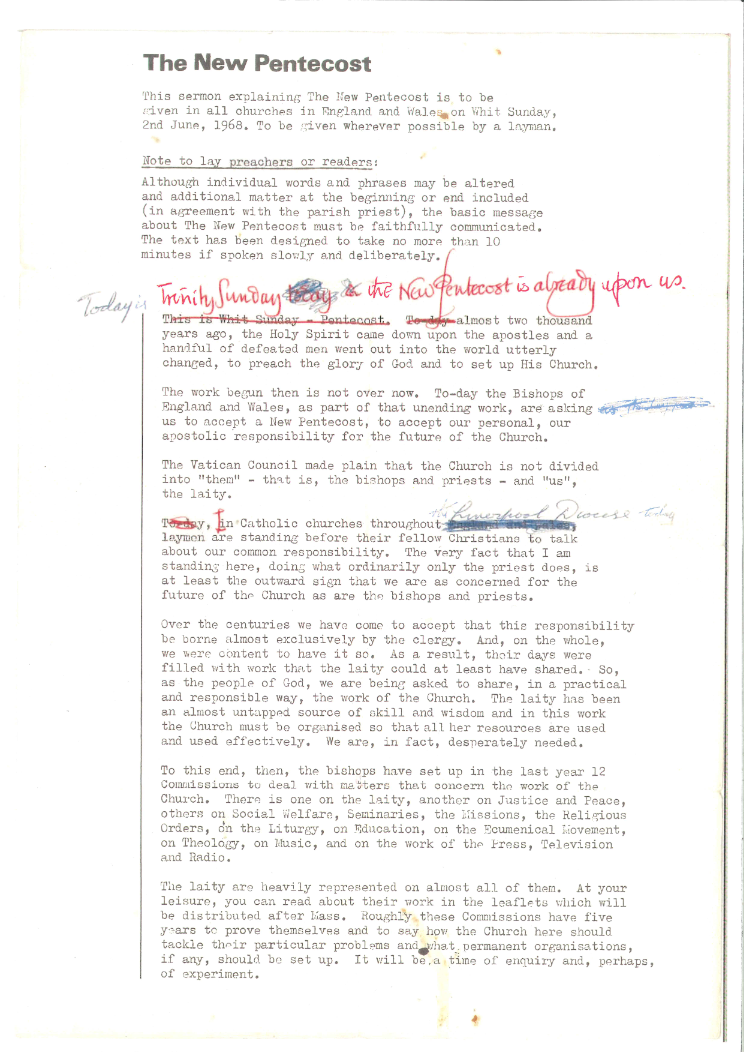 The New Pentecost
This sermon explaining The New Pentecost is to be
given in all churches in England and Wales on Whit Sunday,
2nd June, 1968. To be given wherever possible by a layman.
Note to lay preachers or readers:
Although individual words and phrases may be altered
and additional matter at the beginning or end included
(in agreement with the parish priest), the basic message
about The New Pentecost must be faithfully communicated.
The text has been designed to take no more than 10
minutes if spoken slowly and deliberately.
Today is Trinity Sunday today & the New Pentecost is already upon us.
This is Whit Sunday - Pentecost. To-day almost two thousand
years ago, the Holy Spirit came down upon the apostles and a
handful of defeated men went out into the world utterly
changed, to preach the glory of God and to set up His Church.
The work begun then is not over now. To-day the Bishops of
England and Wales, as part of that unending work, are asking
us to accept a New Pentecost, to accept our personal, our
apostolic responsibility for the future of the Church.
The Vatican Council made plain that the Church is not divided
into "them" - that is, the bishops and priests - and "us",
the laity.
the Liverpool Diocese today
To-day, in Catholic churches throughout England and Wales,
laymen are standing before their fellow Christians to talk
about our common responsibility. The very fact that I am
standing here, doing what ordinarily only the priest does, is
at least the outward sign that we are as concerned for the
future of the Church as are the bishops and priests.
Over the centuries we have come to accept that this responsibility
be borne almost exclusively by the clergy. And, on the whole,
we were content to have it so. As a result, their days were
filled with work that the laity could at least have shared. So,
as the people of God, we are being asked to share, in a practical
and responsible way, the work of the Church. The laity has been
an almost untapped source of skill and wisdom and in this work
the Church must be organised so that all her resources are used
and used effectively. We are, in fact, desperately needed.
To this end, then, the bishops have set up in the last year 12
Commissions to deal with matters that concern the work of the
Church. There is one on the laity, another on Justice and Peace,
others on Social Welfare, Seminaries, the Missions, the Religious
Orders, on the Liturgy, on Education, on the Ecumenical Movement,
on Theology, on Music, and on the work of the Press, Television
and Radio.
The laity are heavily represented on almost all of them. At your
leisure, you can read about their work in the leaflets which will
be distributed after Mass. Roughly these Commissions have five
years to prove themselves and to say how the Church here should
tackle their particular problems and what permanent organisations,
if any, should be set up. It will be a time of enquiry and, perhaps,
of experiment.